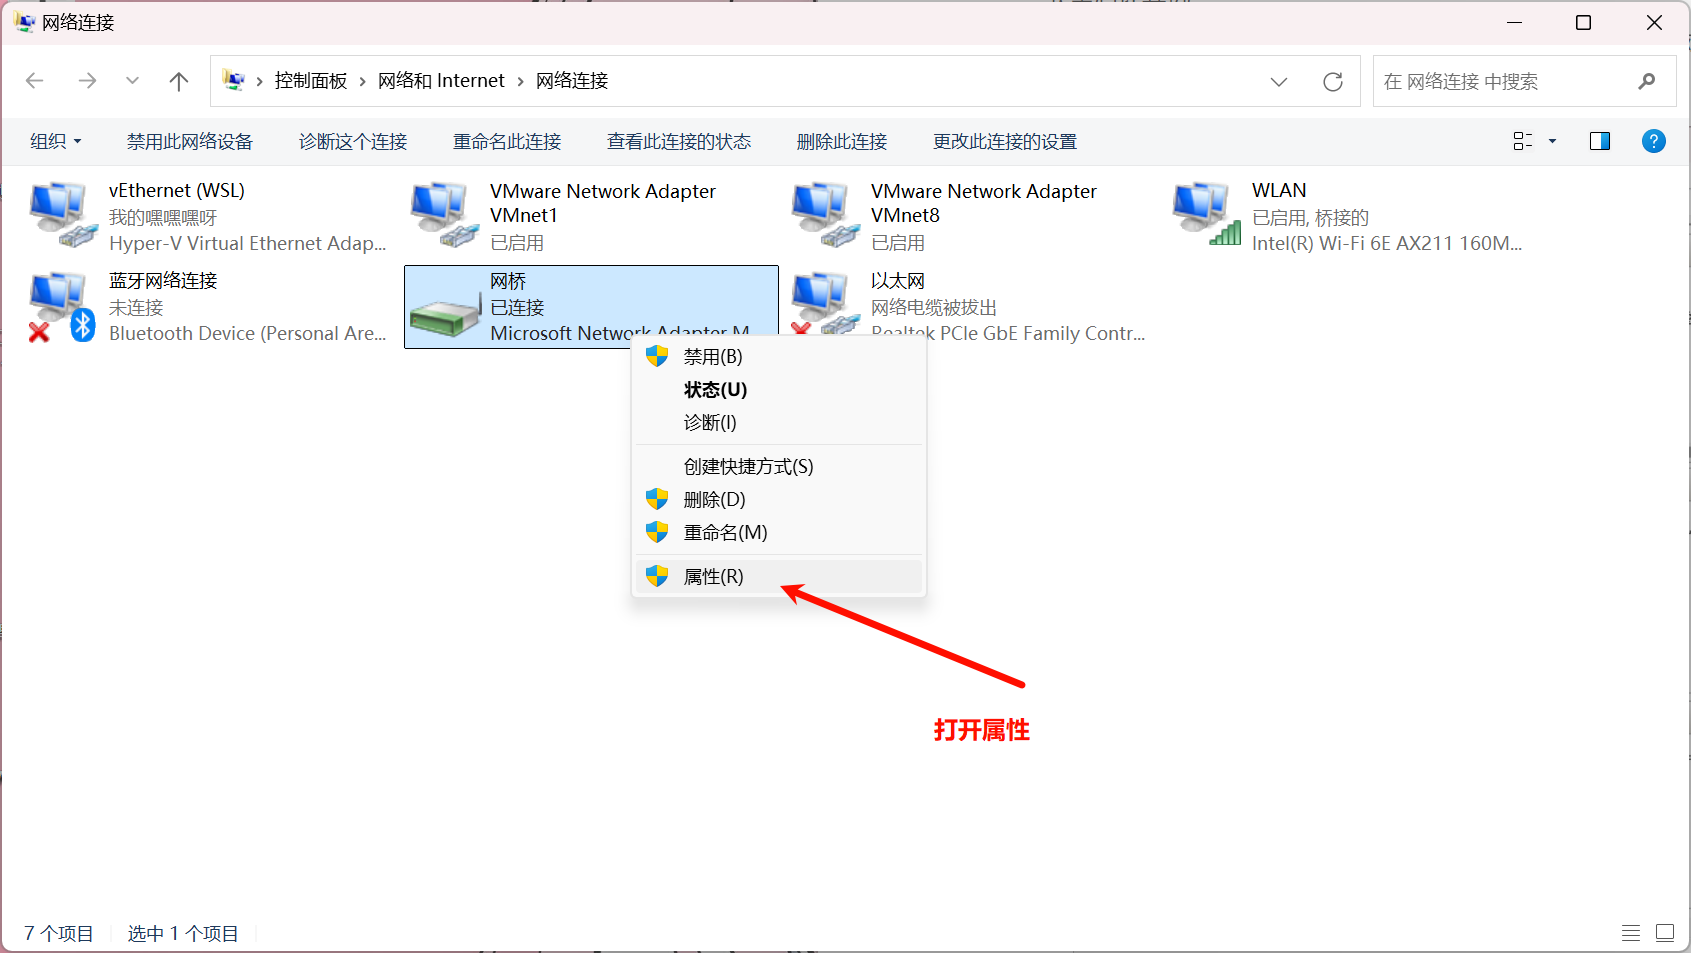 网络连接
控制面板 › 网络和 Internet › 网络连接
在 网络连接 中搜索
组织 禁用此网络设备 诊断这个连接 重命名此连接 查看此连接的状态 删除此连接 更改此连接的设置
vEthernet (WSL)
我的嘿嘿嘿呀
Hyper-V Virtual Ethernet Adap...
VMware Network Adapter
VMnet1
已启用
VMware Network Adapter
VMnet8
已启用
WLAN
已启用, 桥接的
Intel(R) Wi-Fi 6E AX211 160M...
蓝牙网络连接
未连接
Bluetooth Device (Personal Are...
网桥
已连接
Microsoft Network Adapter M
以太网
网络电缆被拔出
Realtek PCIe GbE Family Contr...
禁用(B)
状态(U)
诊断(I)
创建快捷方式(S)
删除(D)
重命名(M)
属性(R)
打开属性
7 个项目 选中 1 个项目